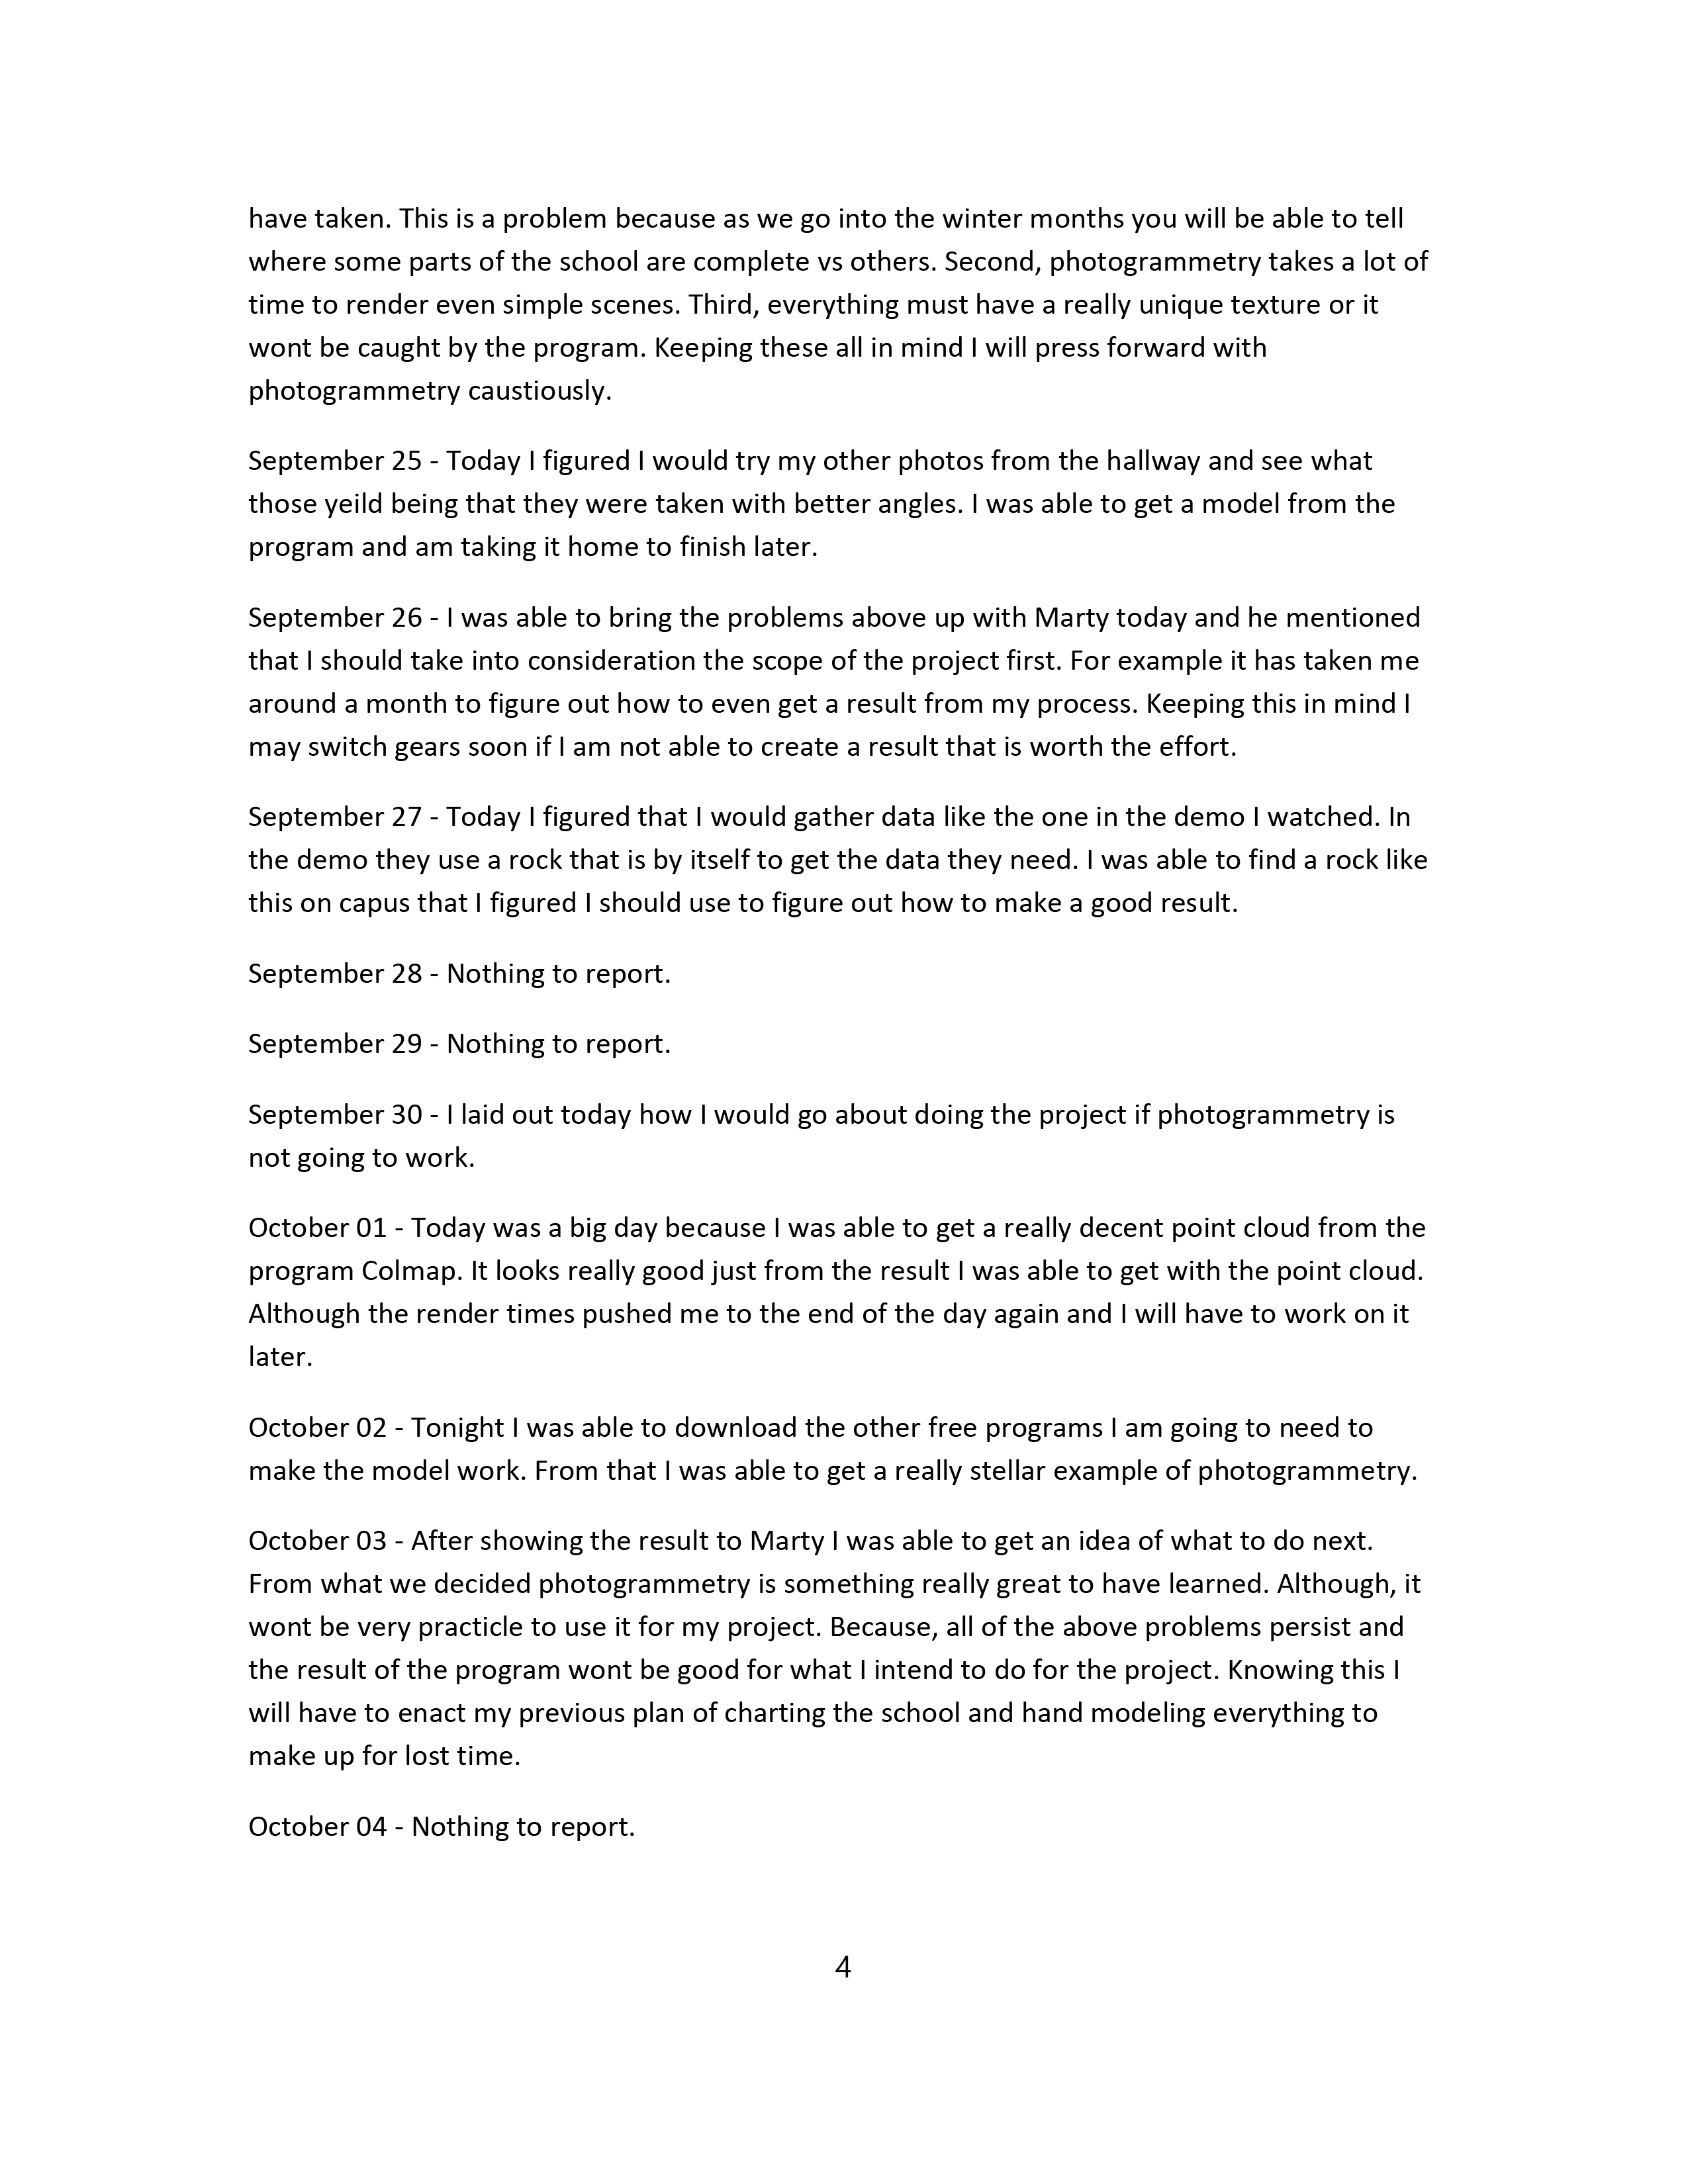 have taken. This is a problem because as we go into the winter months you will be able to tell
where some parts of the school are complete vs others. Second, photogrammetry takes a lot of
time to render even simple scenes. Third, everything must have a really unique texture or it
wont be caught by the program. Keeping these all in mind I will press forward with
photogrammetry caustiously.
September 25 - Today I figured I would try my other photos from the hallway and see what
those yeild being that they were taken with better angles. I was able to get a model from the
program and am taking it home to finish later.
September 26 - I was able to bring the problems above up with Marty today and he mentioned
that I should take into consideration the scope of the project first. For example it has taken me
around a month to figure out how to even get a result from my process. Keeping this in mind I
may switch gears soon if I am not able to create a result that is worth the effort.
September 27 - Today I figured that I would gather data like the one in the demo I watched. In
the demo they use a rock that is by itself to get the data they need. I was able to find a rock like
this on capus that I figured I should use to figure out how to make a good result.
September 28 - Nothing to report.
September 29 - Nothing to report.
September 30 - I laid out today how I would go about doing the project if photogrammetry is
not going to work.
October 01 - Today was a big day because I was able to get a really decent point cloud from the
program Colmap. It looks really good just from the result I was able to get with the point cloud.
Although the render times pushed me to the end of the day again and I will have to work on it
later.
October 02 - Tonight I was able to download the other free programs I am going to need to
make the model work. From that I was able to get a really stellar example of photogrammetry.
October 03 - After showing the result to Marty I was able to get an idea of what to do next.
From what we decided photogrammetry is something really great to have learned. Although, it
wont be very practicle to use it for my project. Because, all of the above problems persist and
the result of the program wont be good for what I intend to do for the project. Knowing this I
will have to enact my previous plan of charting the school and hand modeling everything to
make up for lost time.
October 04 - Nothing to report.
4